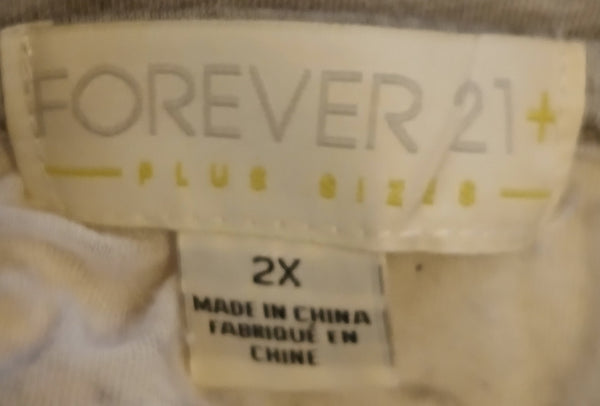 FOREVER 21+
PLUS SIZES
2X
MADE IN CHINA
FABRIQUÉ EN
CHINE